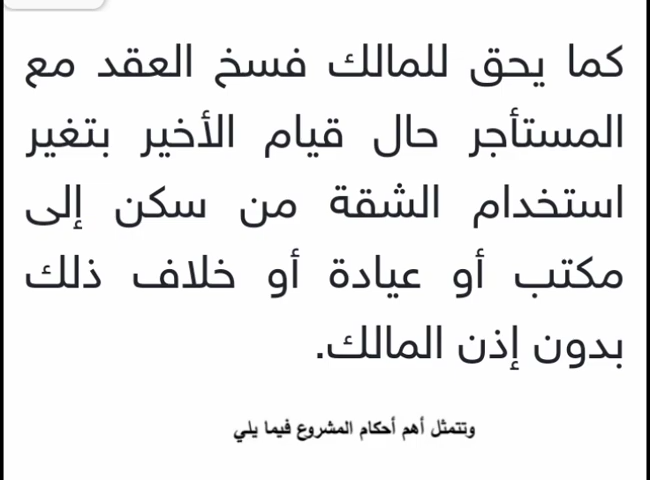 كما يحق للمالك فسخ العقد مع
المستأجر حال قيام الأخير بتغير
استخدام الشقة من سكن إلى
مكتب أو عيادة أو خلاف ذلك
بدون إذن المالك.
وتتمثل أهم أحكام المشروع فيما يلي